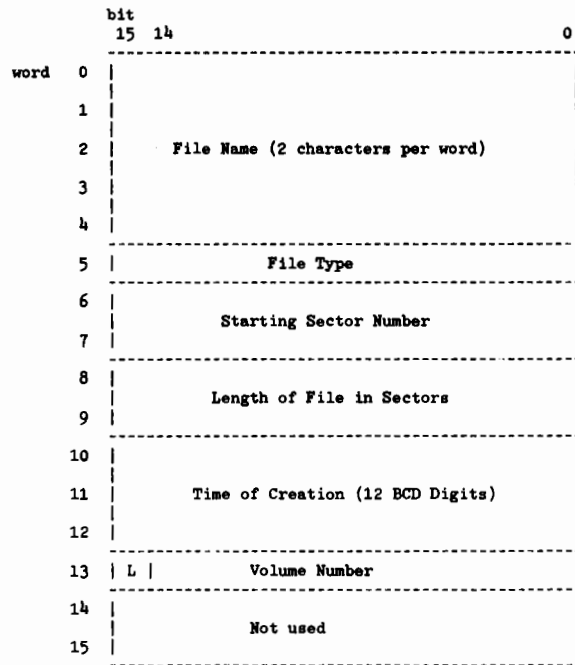 bit
15 14 0
word 0
1
2 File Name (2 characters per word)
3
4
5 File Type
6
Starting Sector Number
7
8
Length of File in Sectors
9
10
11 Time of Creation (12 BCD Digits)
12
13 | L | Volume Number
14
Not used
15